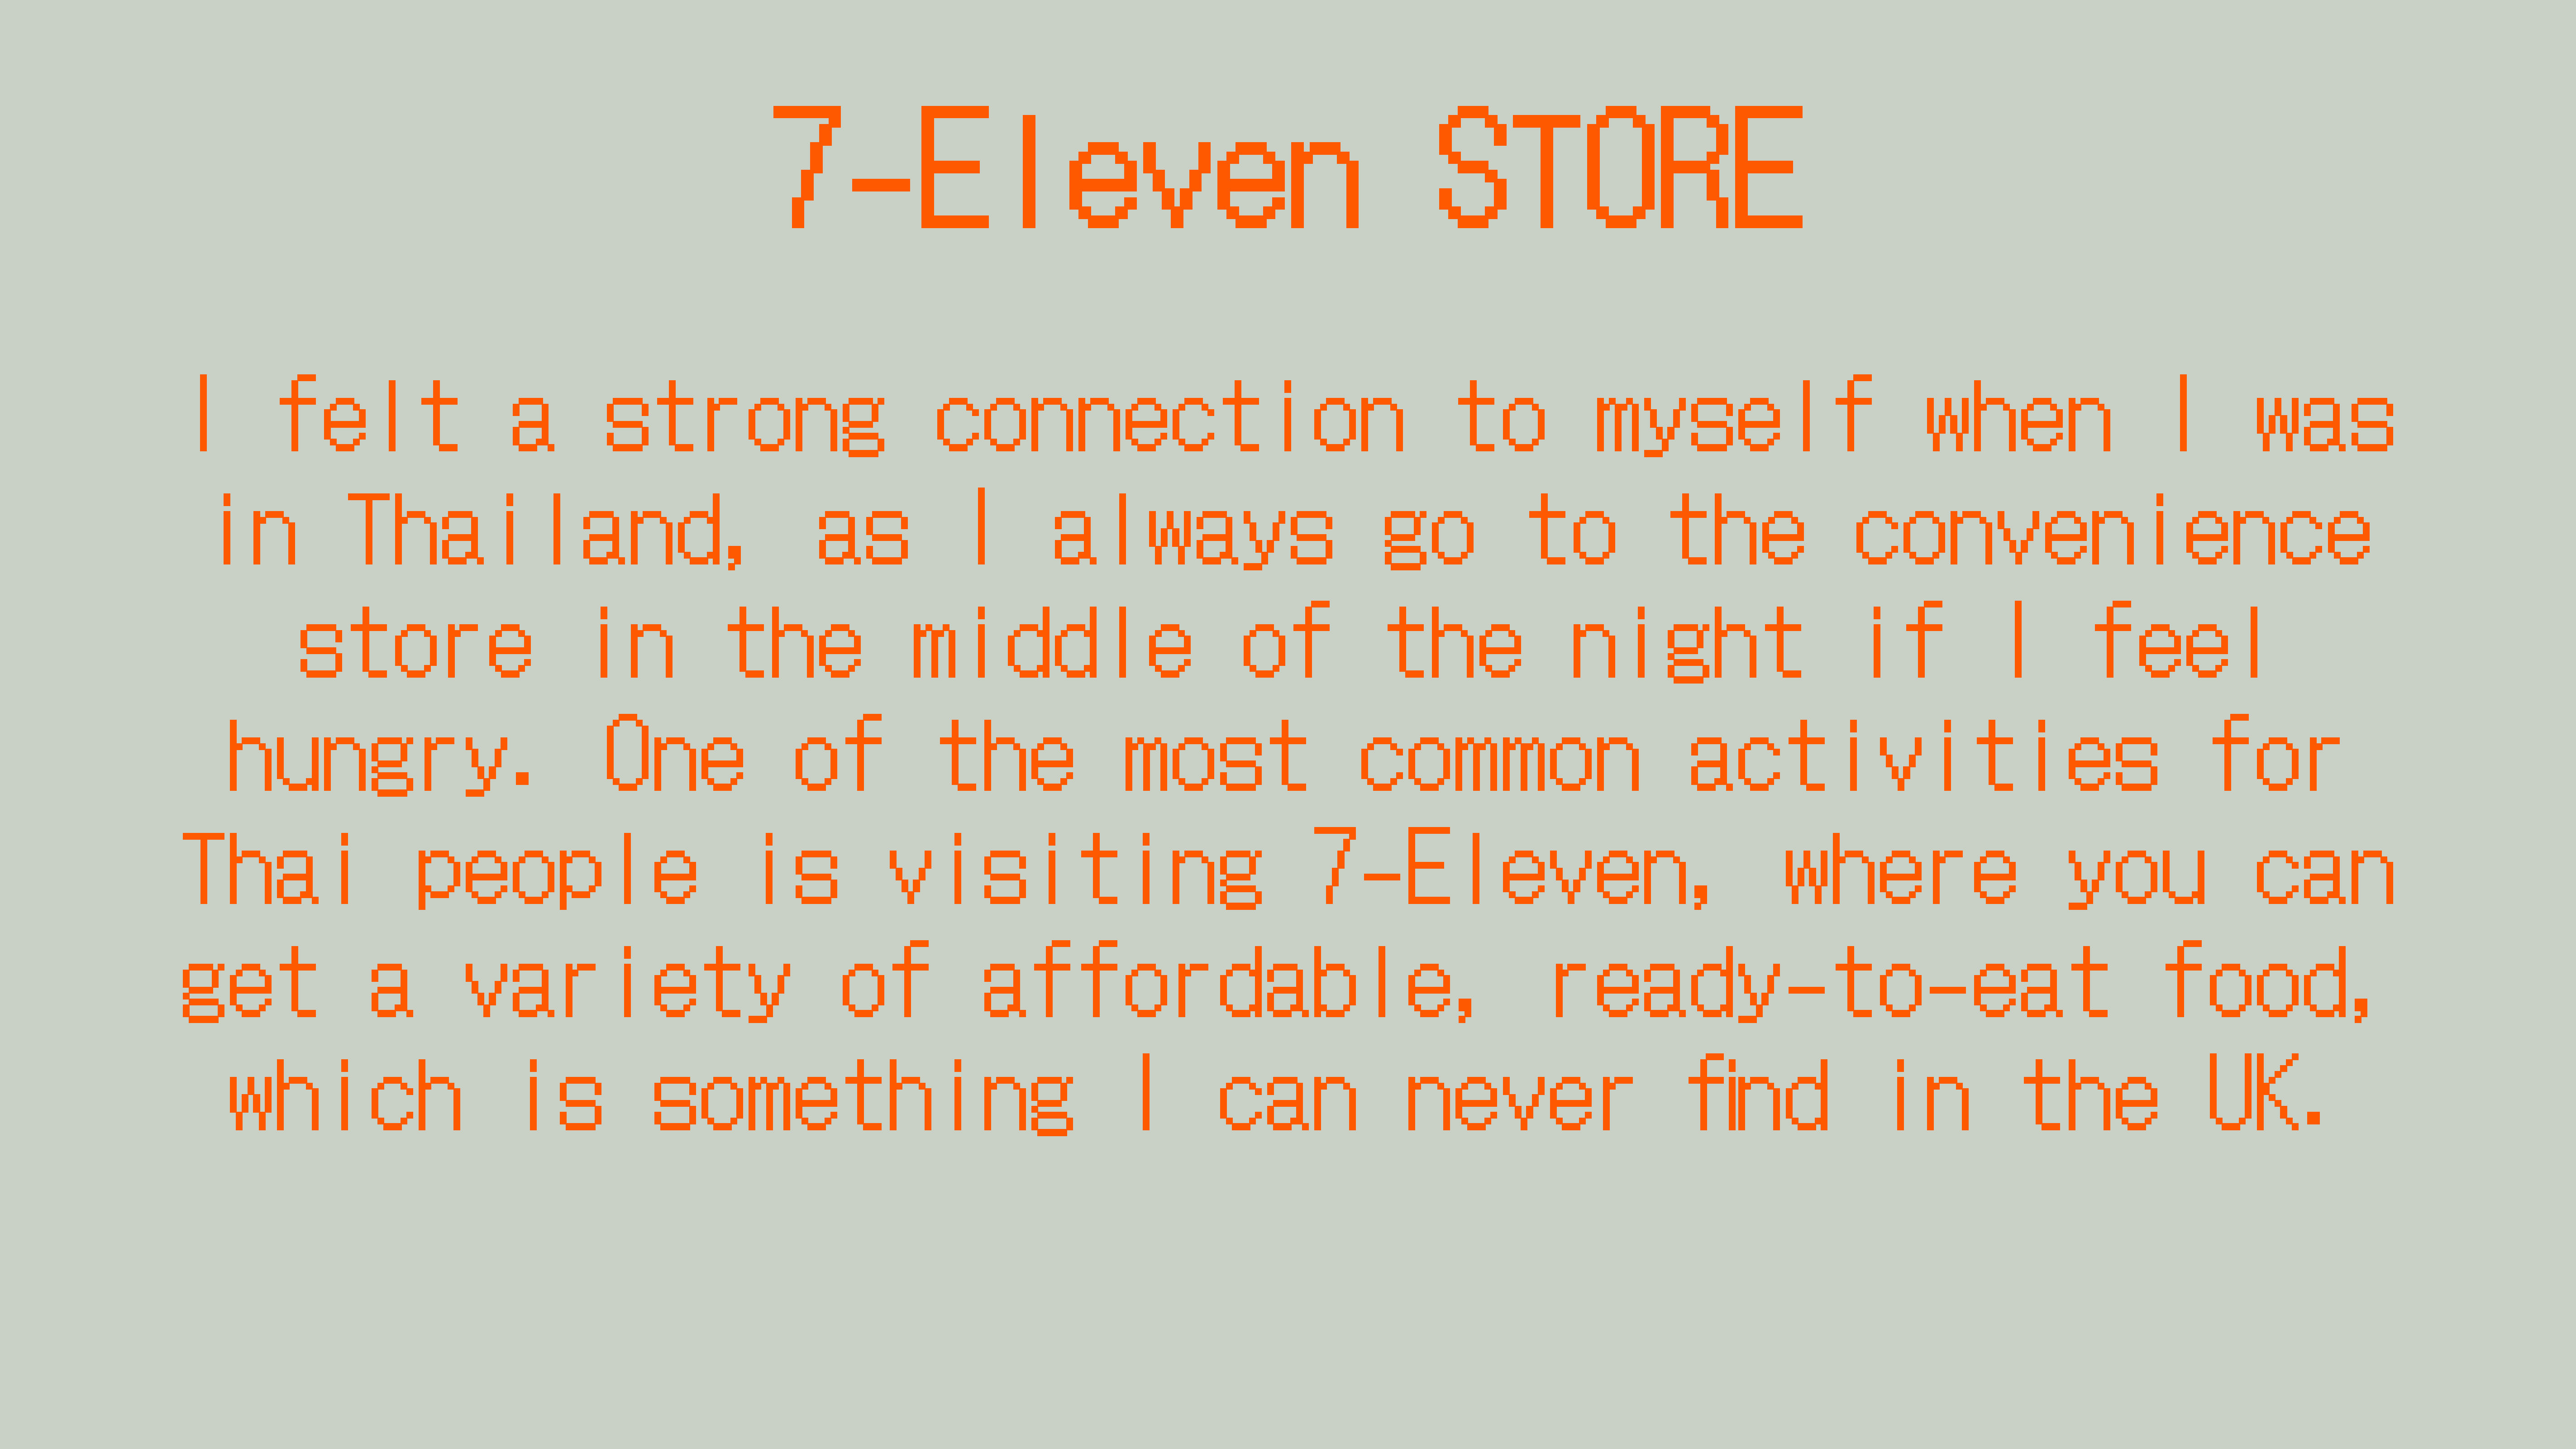 7-Eleven STORE
I felt a strong connection to myself when I was
in Thailand, as I always go to the convenience
store in the middle of the night if I feel
hungry. One of the most common activities for
Thai people is visiting 7-Eleven, where you can
get a variety of affordable, ready-to-eat food,
which is something I can never find in the UK.